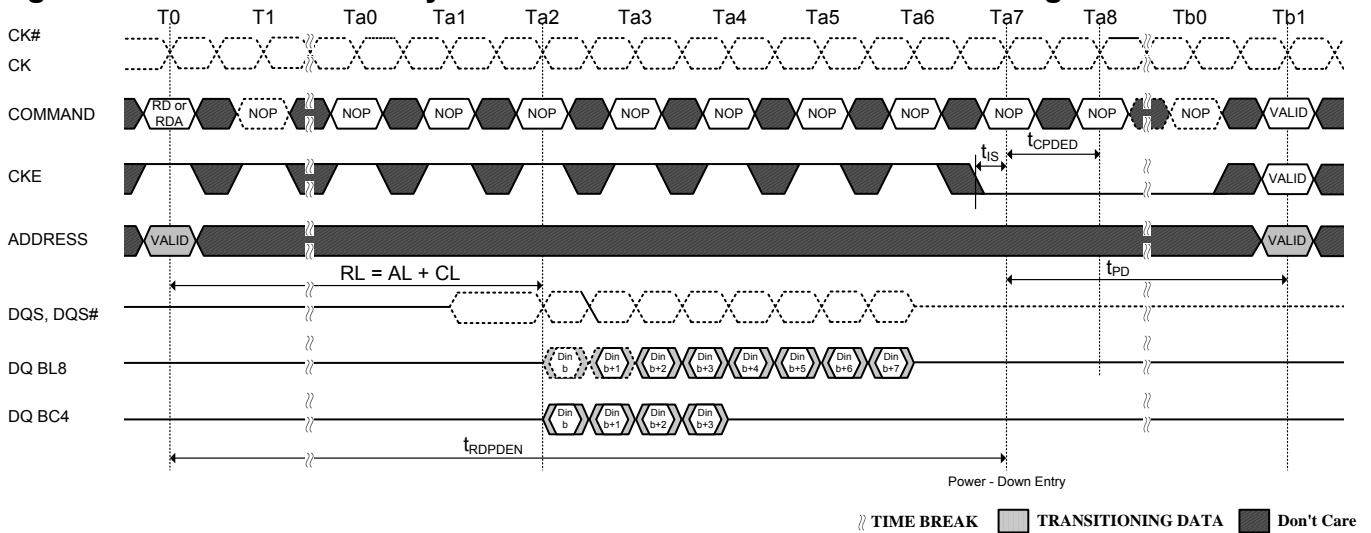 T0 T1 Ta0 Ta1 Ta2 Ta3 Ta4 Ta5 Ta6 Ta7 Ta8 Tb0 Tb1
CK#
CK
COMMAND
RD or RDA
NOP NOP NOP NOP NOP NOP NOP NOP NOP NOP NOP
VALID
tIS
tCPDED
CKE
VALID
ADDRESS
VALID
VALID
RL = AL + CL
tPD
DQS, DQS#
DQ BL8
Din b
Din b+1
Din b+2
Din b+3
Din b+4
Din b+5
Din b+6
Din b+7
DQ BC4
Din b
Din b+1
Din b+2
Din b+3
tRDPDEN
Power - Down Entry
TIME BREAK
TRANSITIONING DATA
Don't Care